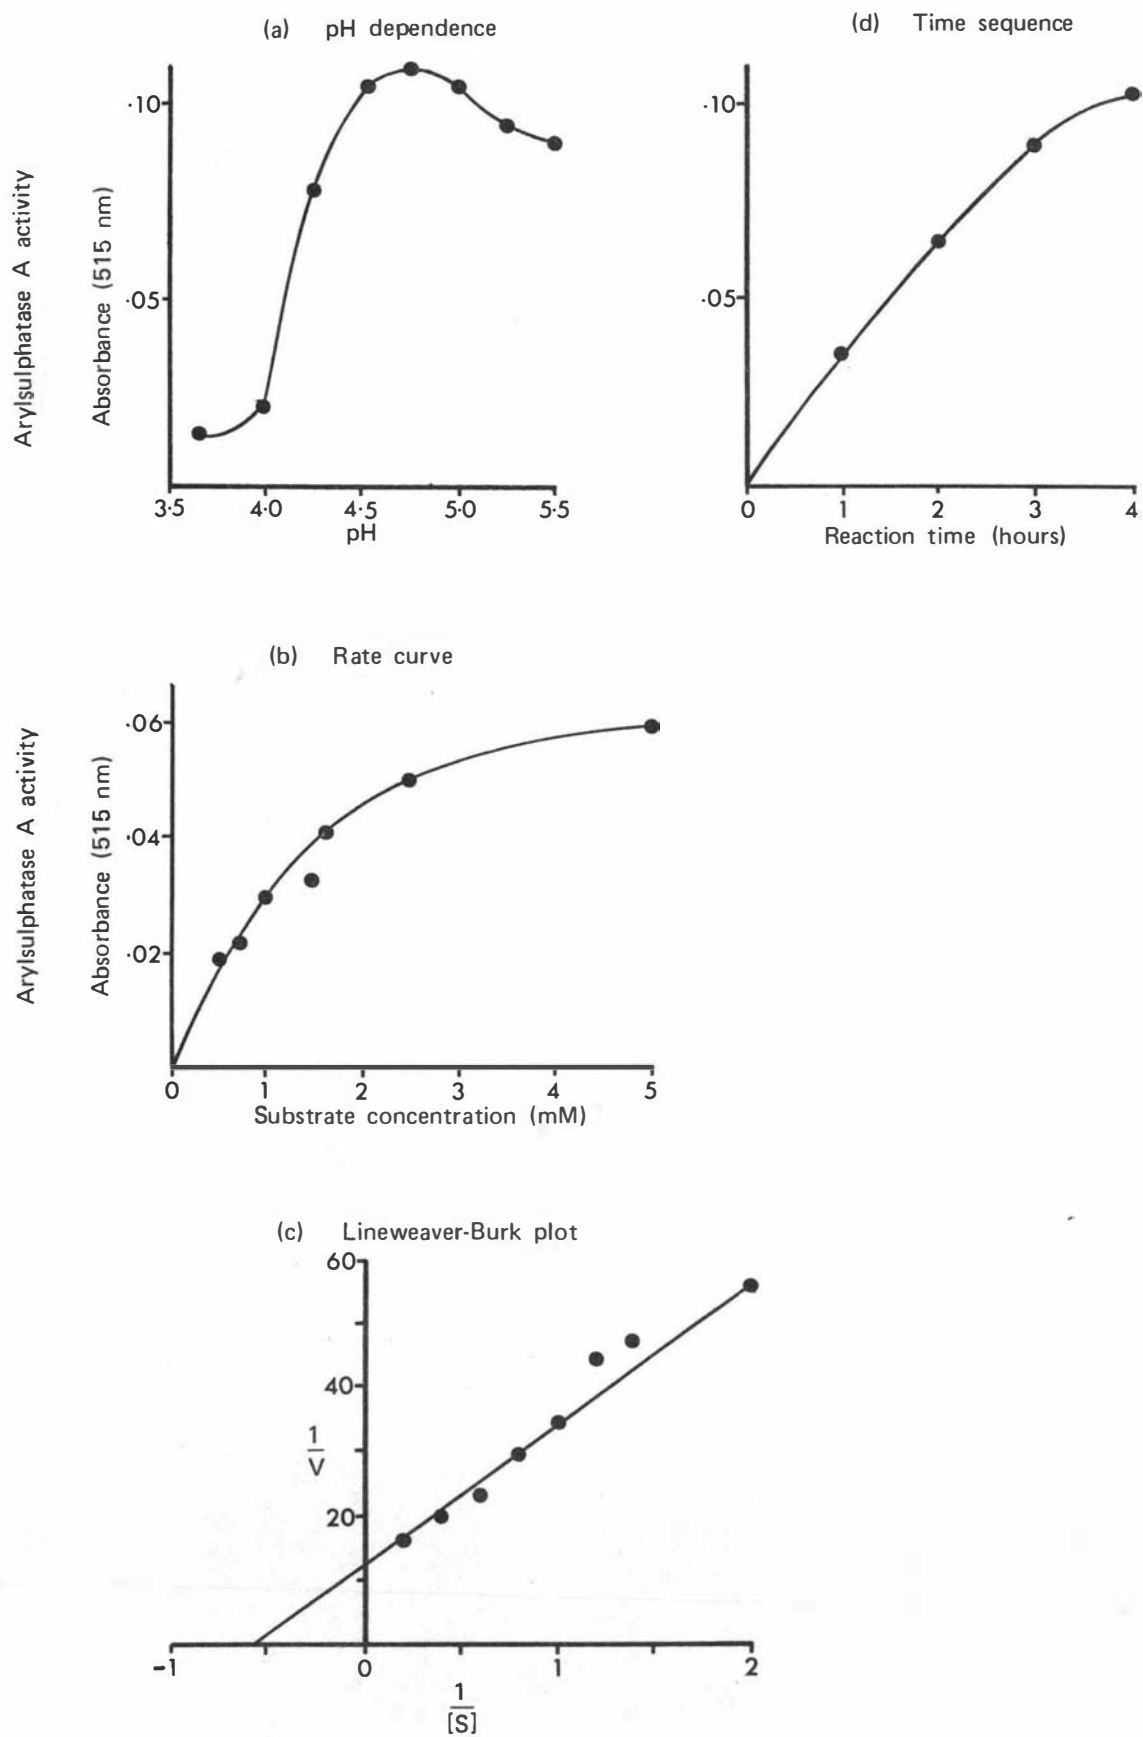 (a) pH dependence
Arylsulphatase A activity
Absorbance (515 nm)
·10
·05
3·5 4·0 4·5 5·0 5·5
pH
(d) Time sequence
·10
·05
0 1 2 3 4
Reaction time (hours)
(b) Rate curve
Arylsulphatase A activity
Absorbance (515 nm)
·06
·04
·02
0 1 2 3 4 5
Substrate concentration (mM)
(c) Lineweaver-Burk plot
60
40
20
1
V
-1 0 1 2
1
[S]